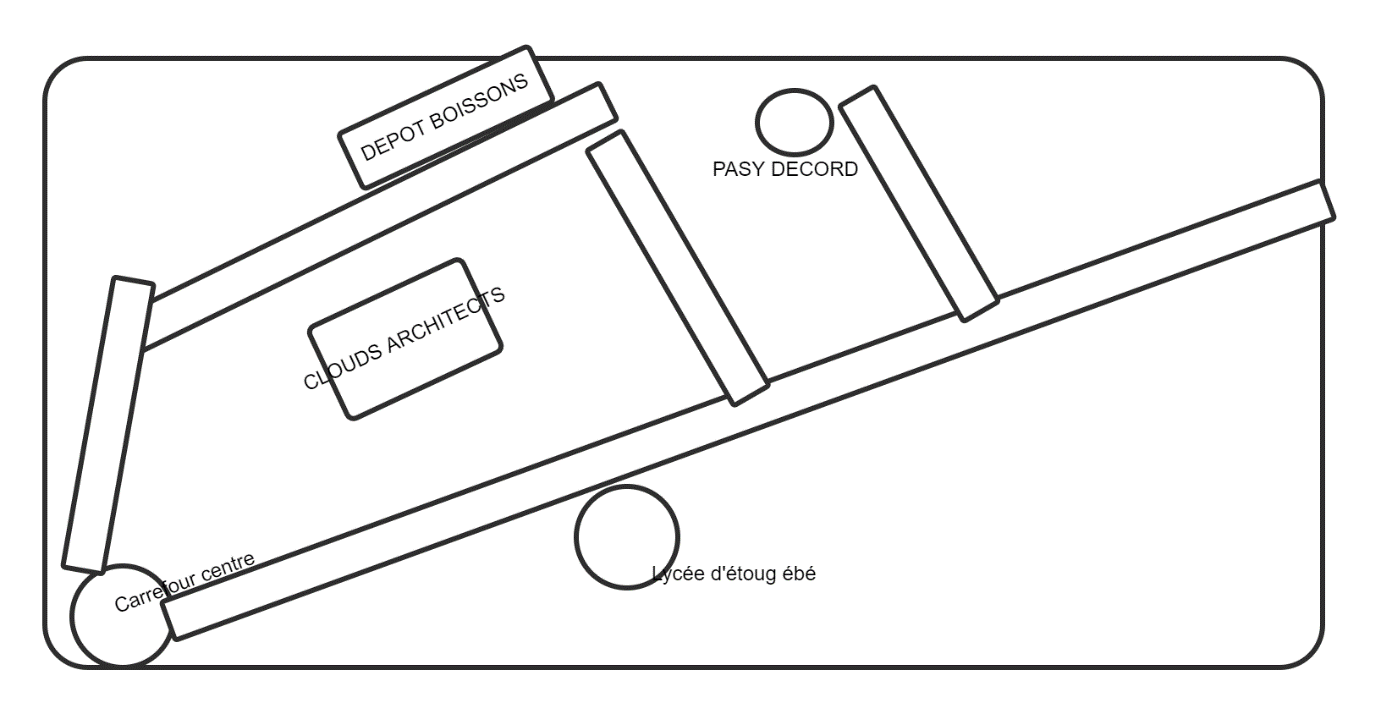 DEPOT BOISSONS
PASY DECORD
CLOUDS ARCHITECTS
Carrefour centre
Lycée d'étoug ébé